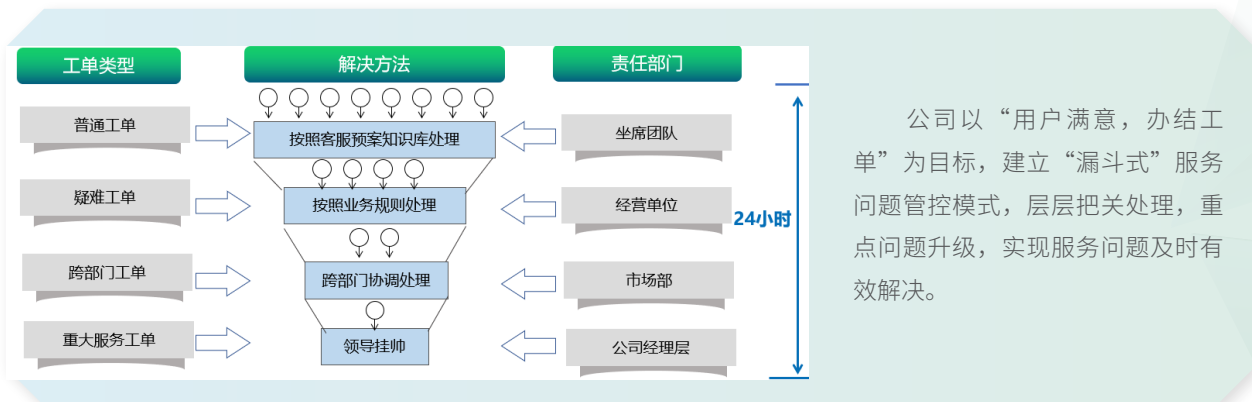 工单类型
解决方法
责任部门
普通工单
按照客服预案知识库处理
坐席团队
疑难工单
按照业务规则处理
经营单位
24小时
跨部门工单
跨部门协调处理
市场部
重大服务工单
领导挂帅
公司经理层
公司以“用户满意，办结工
单”为目标，建立“漏斗式”服务
问题管控模式，层层把关处理，重
点问题升级，实现服务问题及时有
效解决。